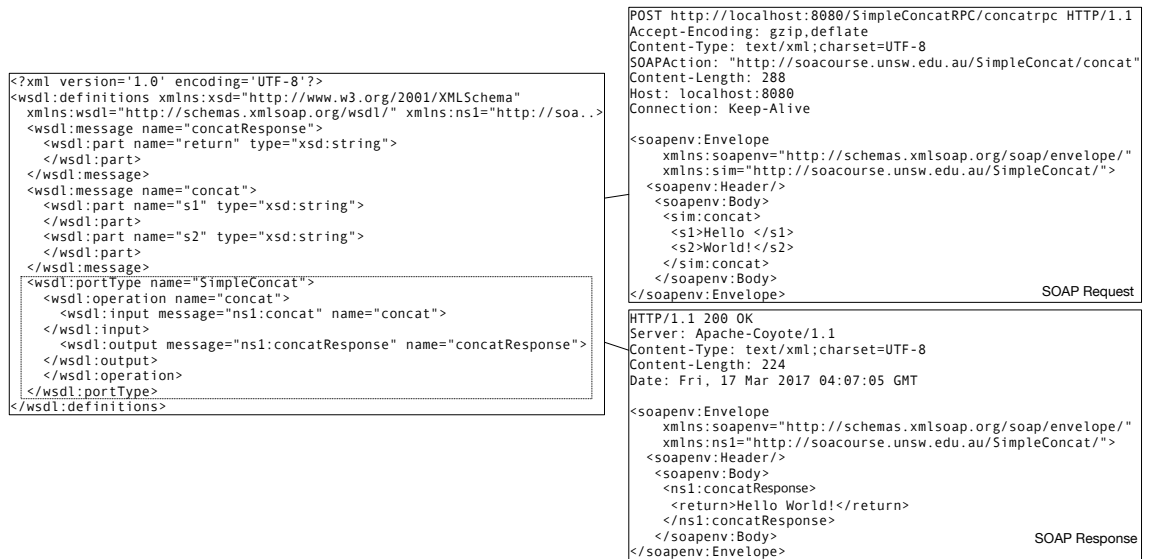 <?xml version='1.0' encoding='UTF-8'?>
<wsdl:definitions xmlns:xsd="http://www.w3.org/2001/XMLSchema"
xmlns:wsdl="http://schemas.xmlsoap.org/wsdl/" xmlns:ns1="http://soa..>
<wsdl:message name="concatResponse">
<wsdl:part name="return" type="xsd:string">
</wsdl:part>
</wsdl:message>
<wsdl:message name="concat">
<wsdl:part name="s1" type="xsd:string">
</wsdl:part>
<wsdl:part name="s2" type="xsd:string">
</wsdl:part>
</wsdl:message>
<wsdl:portType name="SimpleConcat">
<wsdl:operation name="concat">
<wsdl:input message="ns1:concat" name="concat">
</wsdl:input>
<wsdl:output message="ns1:concatResponse" name="concatResponse">
</wsdl:output>
</wsdl:operation>
</wsdl:portType>
</wsdl:definitions>
POST http://localhost:8080/SimpleConcatRPC/concatrpc HTTP/1.1
Accept-Encoding: gzip,deflate
Content-Type: text/xml;charset=UTF-8
SOAPAction: "http://soacourse.unsw.edu.au/SimpleConcat/concat"
Content-Length: 288
Host: localhost:8080
Connection: Keep-Alive
<soapenv:Envelope
xmlns:soapenv="http://schemas.xmlsoap.org/soap/envelope/"
xmlns:sim="http://soacourse.unsw.edu.au/SimpleConcat/">
<soapenv:Header/>
<soapenv:Body>
<sim:concat>
<s1>Hello </s1>
<s2>World!</s2>
</sim:concat>
</soapenv:Body>
</soapenv:Envelope>
SOAP Request
HTTP/1.1 200 OK
Server: Apache-Coyote/1.1
Content-Type: text/xml;charset=UTF-8
Content-Length: 224
Date: Fri, 17 Mar 2017 04:07:05 GMT
<soapenv:Envelope
xmlns:soapenv="http://schemas.xmlsoap.org/soap/envelope/"
xmlns:ns1="http://soacourse.unsw.edu.au/SimpleConcat/">
<soapenv:Header/>
<soapenv:Body>
<ns1:concatResponse>
<return>Hello World!</return>
</ns1:concatResponse>
</soapenv:Body>
</soapenv:Envelope>
SOAP Response